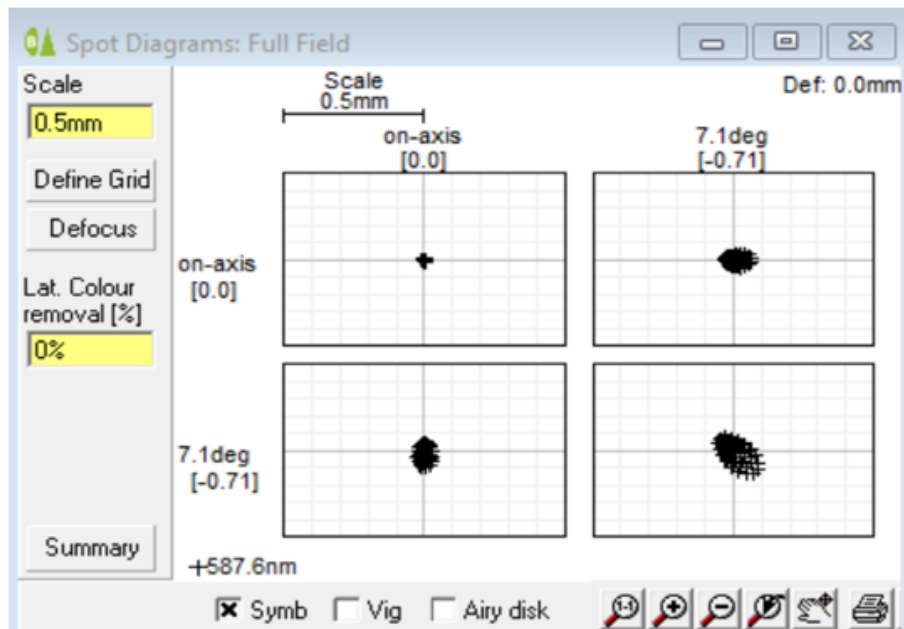 Spot Diagrams: Full Field
Scale
0.5mm
Define Grid
Defocus
Lat. Colour
removal [%]
0%
Summary
Scale
0.5mm
Def: 0.0mm
on-axis
[0.0]
7.1deg
[-0.71]
on-axis
[0.0]
7.1deg
[-0.71]
+587.6nm
Symb
Vig
Airy disk
1-1